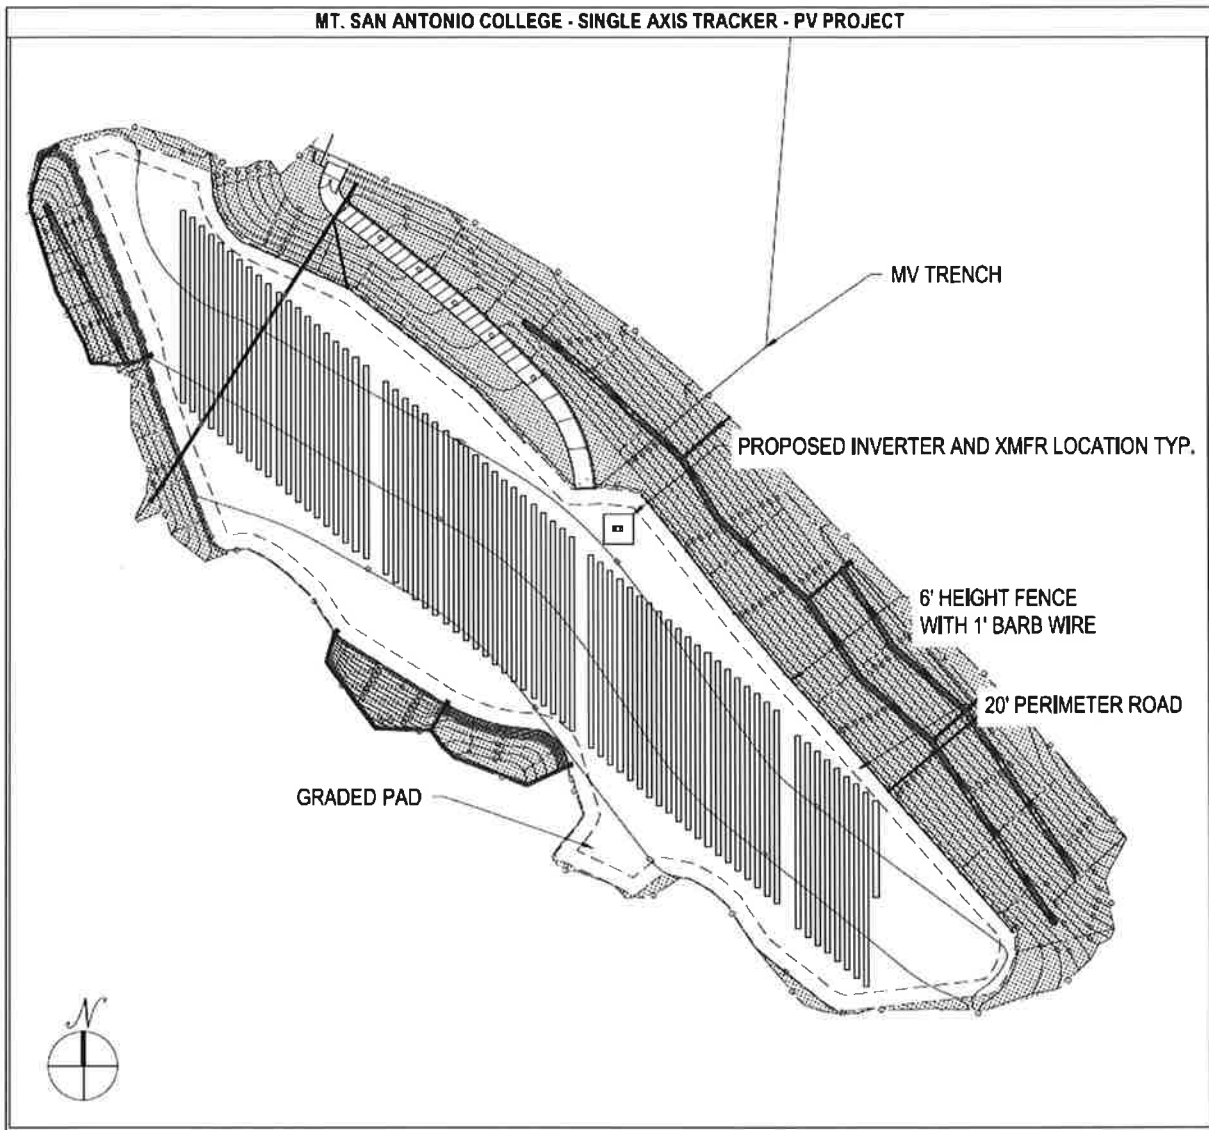 MT. SAN ANTONIO COLLEGE - SINGLE AXIS TRACKER - PV PROJECT
MV TRENCH
PROPOSED INVERTER AND XMFR LOCATION TYP.
6' HEIGHT FENCE
WITH 1' BARB WIRE
20' PERIMETER ROAD
GRADED PAD
N